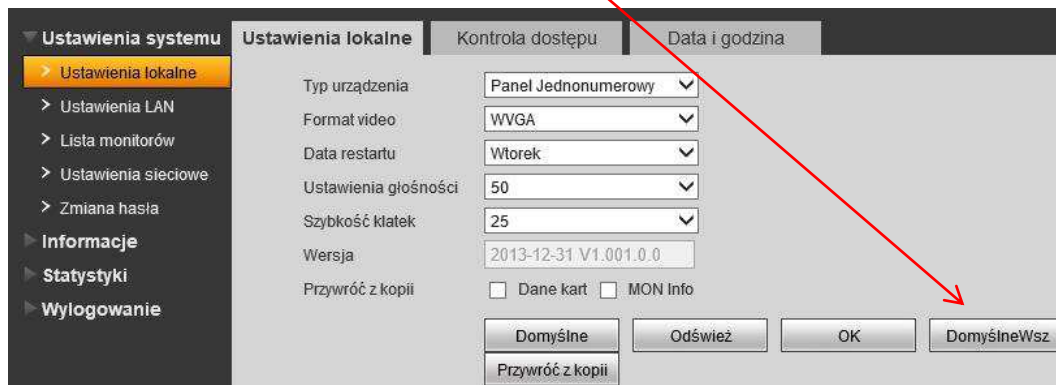 Ustawienia systemu
Ustawienia lokalne
Ustawienia LAN
Lista monitorów
Ustawienia sieciowe
Zmiana hasła
Informacje
Statystyki
Wylogowanie
Ustawienia lokalne Kontrola dostępu Data i godzina
Typ urządzenia Panel Jednonumerowy
Format video WVGA
Data restartu Wtorek
Ustawienia głośności 50
Szybkość klatek 25
Wersja 2013-12-31 V1.001.0.0
Przywróć z kopii Dane kart MON Info
Domyślne Odśwież OK DomyślneWsz
Przywróć z kopii